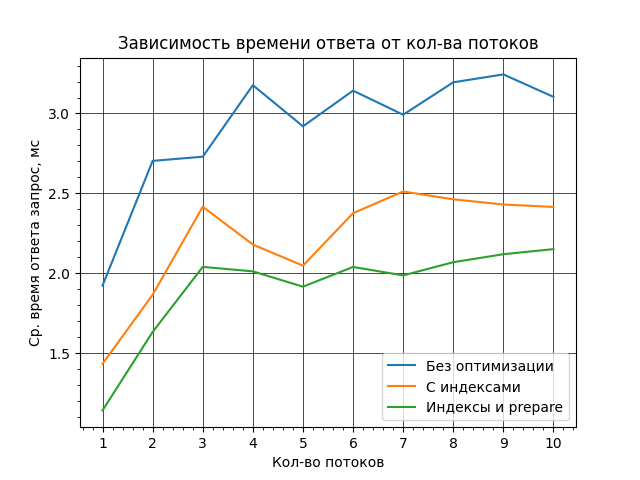 Зависимость времени ответа от кол-ва потоков
Ср. время ответа запрос, мс
3.0
2.5
2.0
1.5
Без оптимизации
С индексами
Индексы и prepare
1 2 3 4 5 6 7 8 9 10
Кол-во потоков